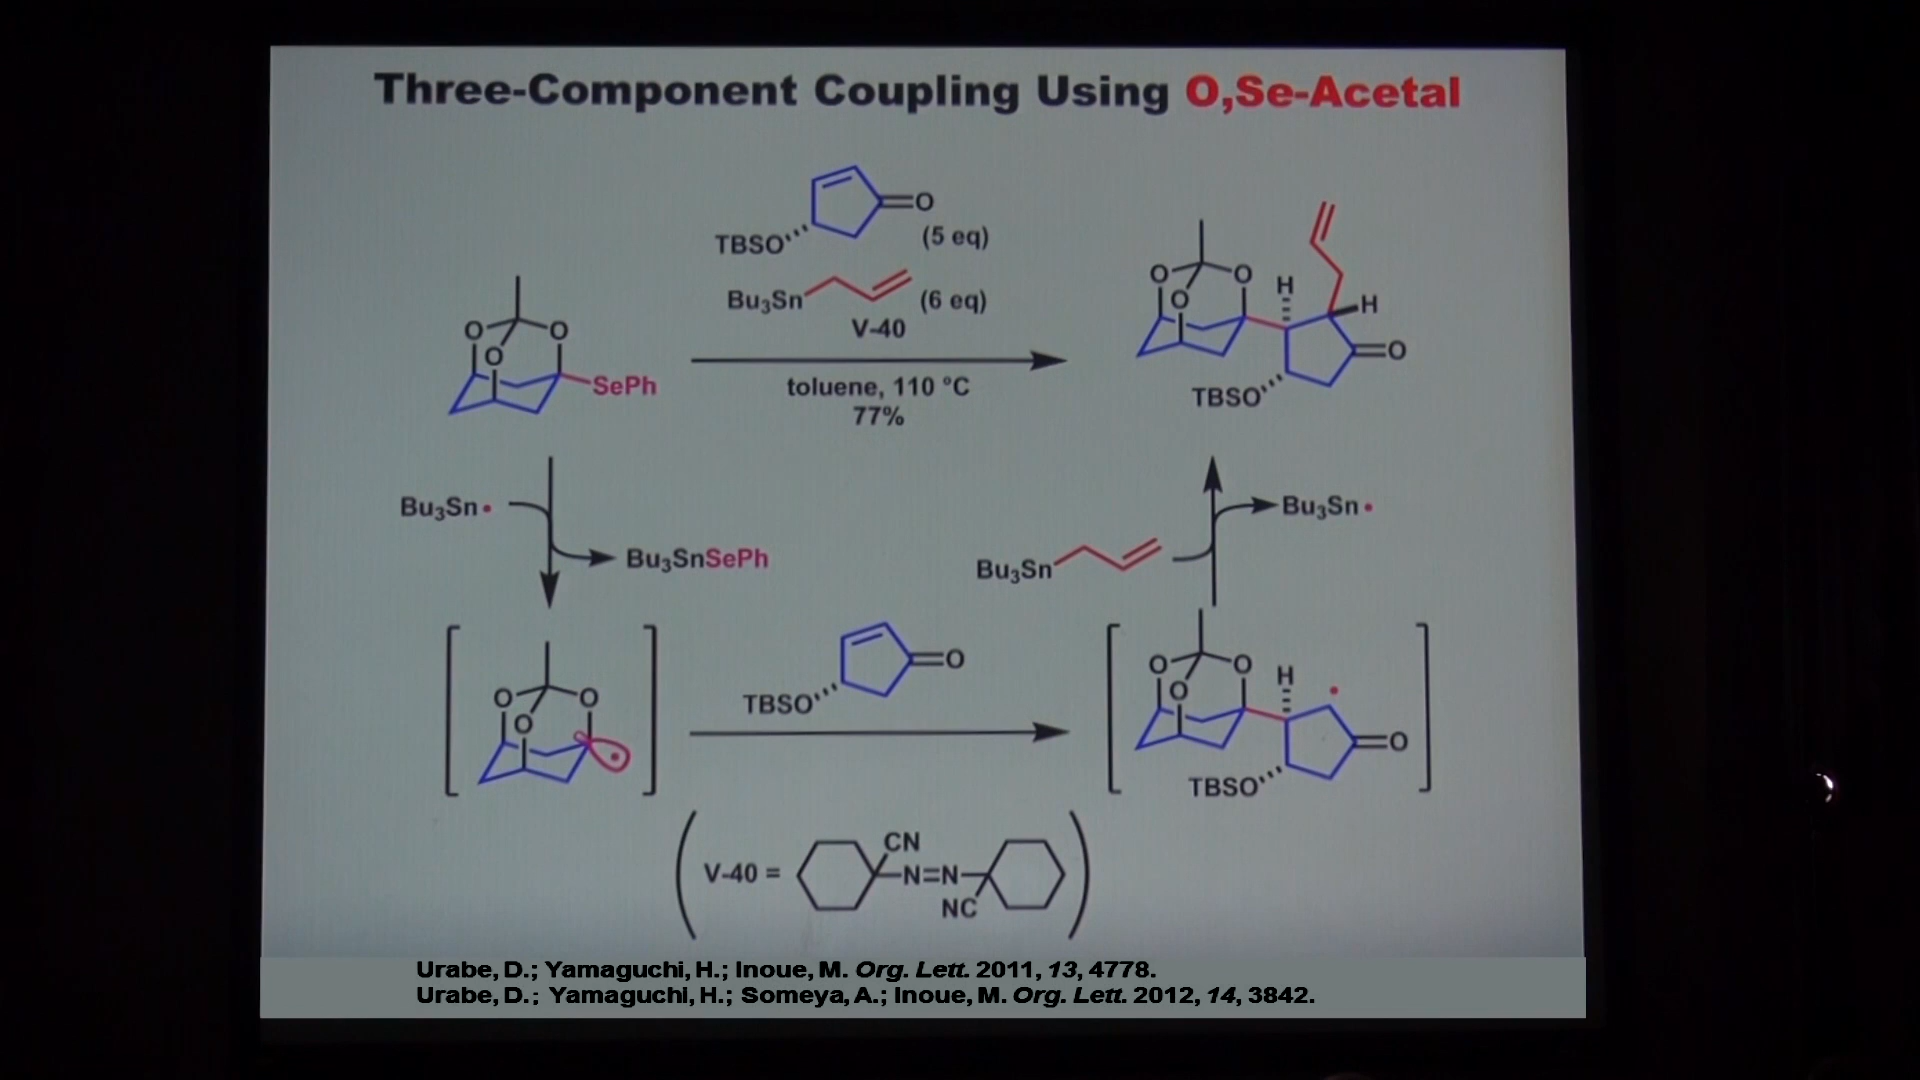 Three-Component Coupling Using O,Se-Acetal
O
TBSO
(5 eq)
Bu3Sn
(6 eq)
V-40
toluene, 110 °C
77%
O
O
O
SePh
O
O
O
H
H
O
TBSO
Bu3Sn•
Bu3SnSePh
Bu3Sn
Bu3Sn•
O
O
O
O
TBSO
O
O
O
H
O
TBSO
V-40 =
CN
N=N
NC
Urabe, D.; Yamaguchi, H.; Inoue, M. Org. Lett. 2011, 13, 4778.
Urabe, D.; Yamaguchi, H.; Someya, A.; Inoue, M. Org. Lett. 2012, 14, 3842.